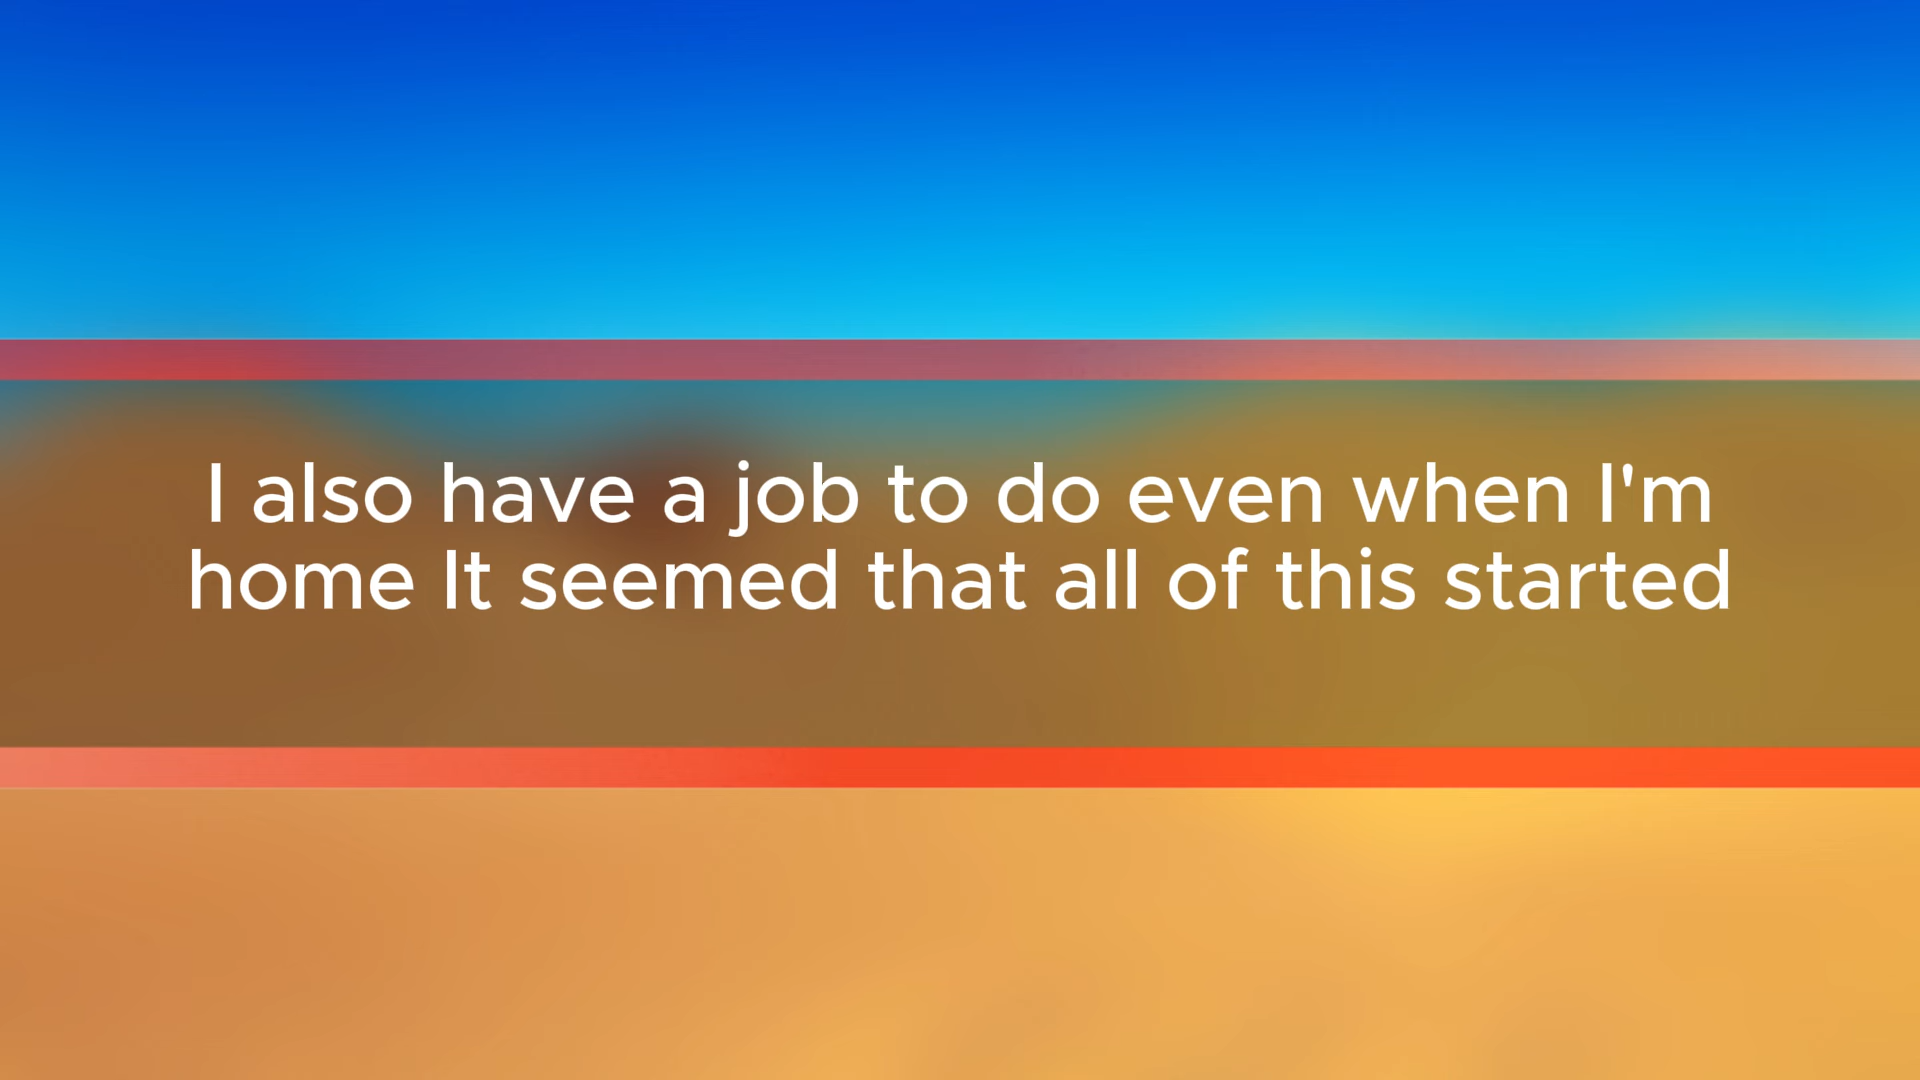 I also have a job to do even when I'm
home It seemed that all of this started